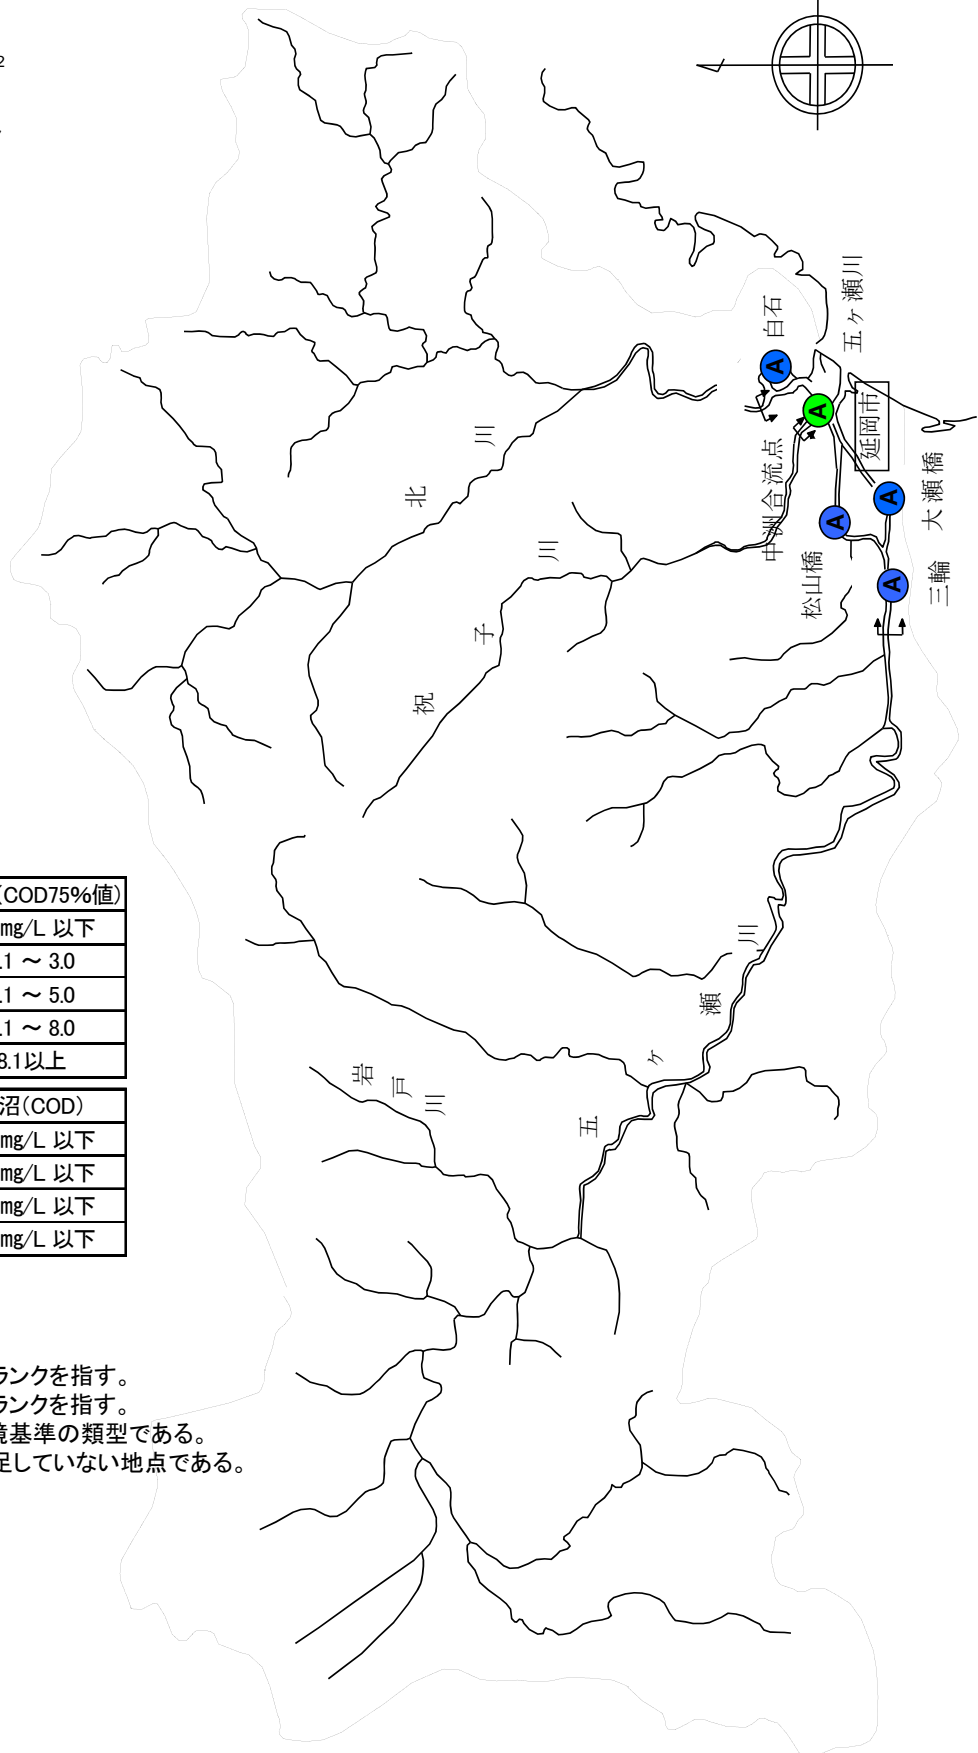 2
白石
五ヶ瀬川
延岡市
中洲合流点
大瀬橋
松山橋
三輪
A
A
A
A
A
北川
祝子川
五ヶ瀬川
岩戸川
(COD75%値)
mg/L 以下
.1 ～ 3.0
.1 ～ 5.0
.1 ～ 8.0
8.1以上
沼(COD)
mg/L 以下
mg/L 以下
mg/L 以下
mg/L 以下
ランクを指す。
ランクを指す。
境基準の類型である。
足していない地点である。